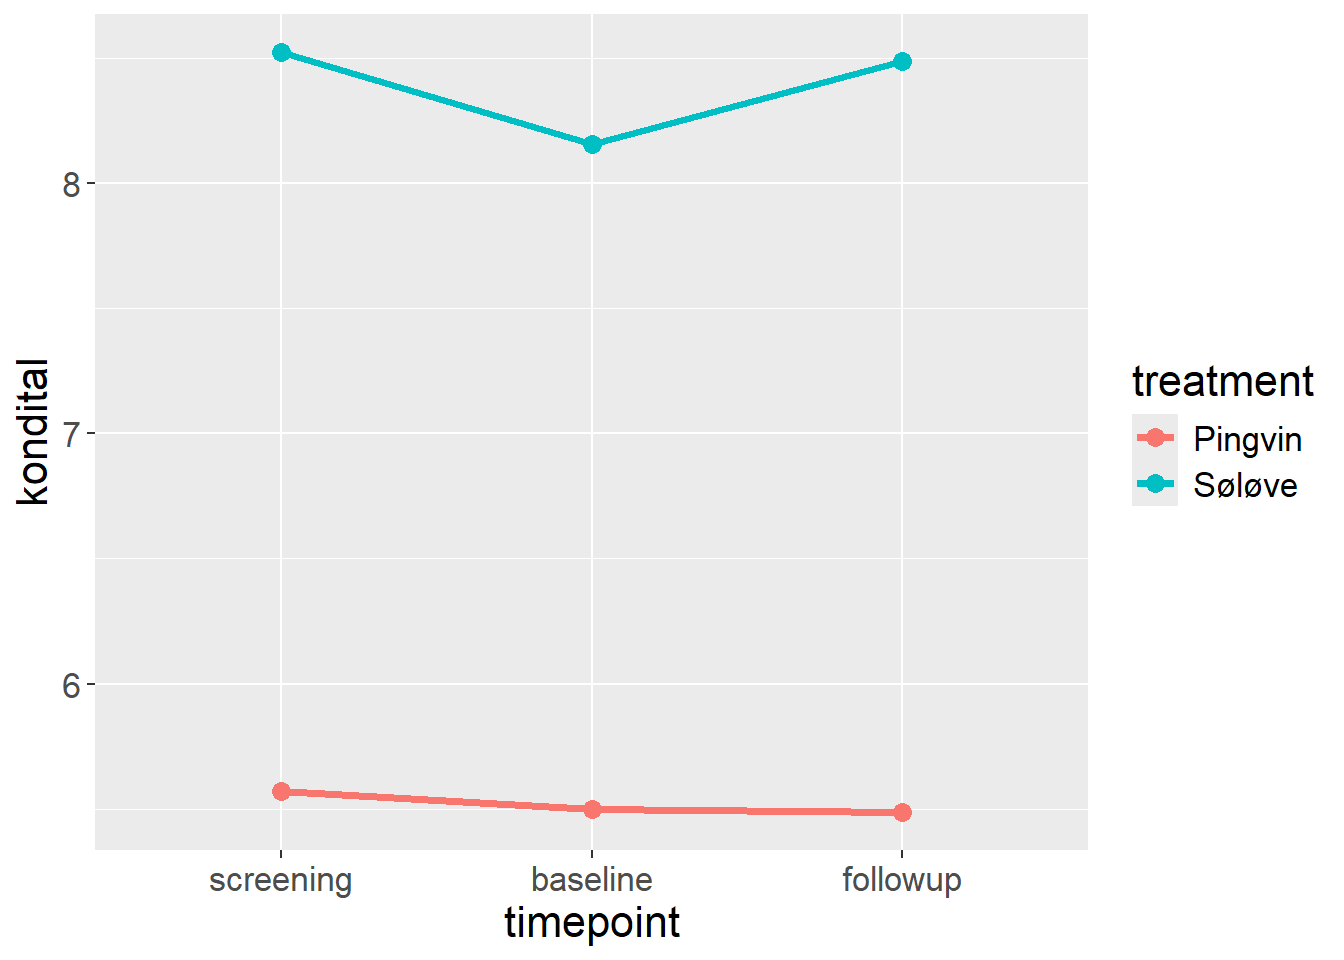 kondital
8
7
6
screening baseline followup
timepoint
treatment
Pingvin
Søløve